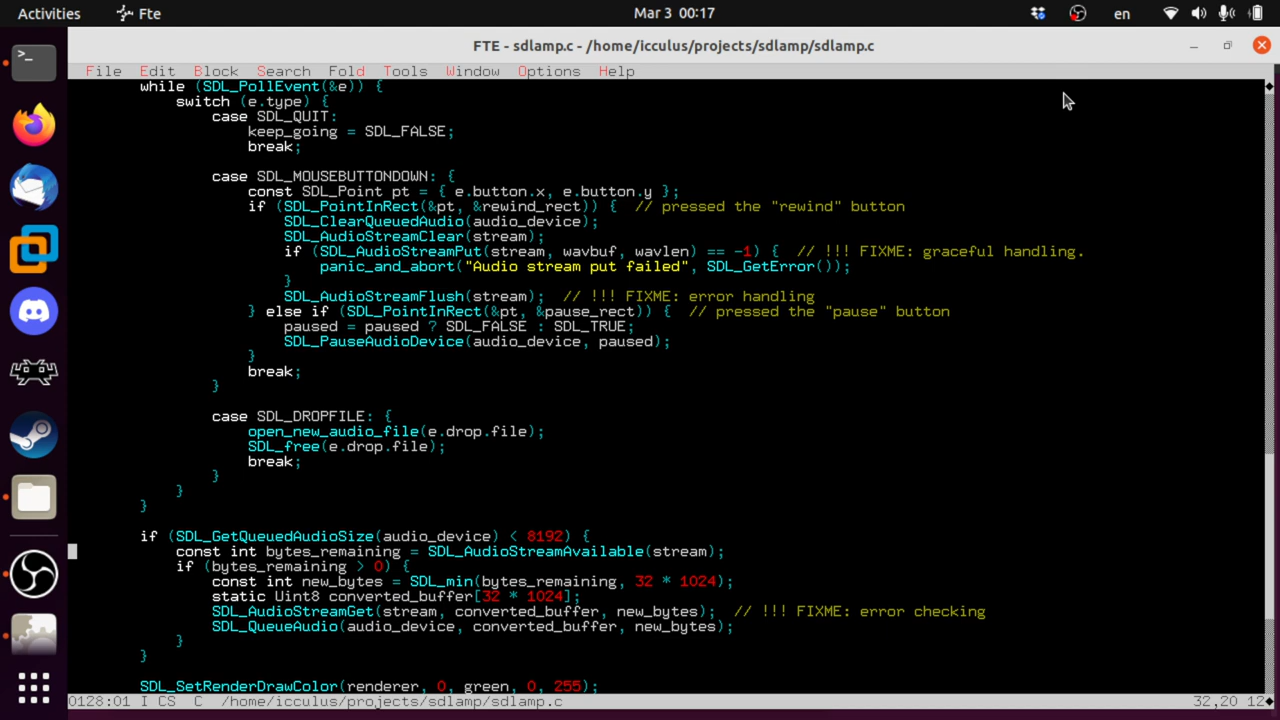 Activities Fte Mar 3 00:17 en
FTE - sdlamp.c - /home/icculus/projects/sdlamp/sdlamp.c
File Edit Block Search Fold Tools Window Options Help
while (SDL_PollEvent(&e)) {
switch (e.type) {
case SDL_QUIT:
keep_going = SDL_FALSE;
break;
case SDL_MOUSEBUTTONDOWN: {
const SDL_Point pt = { e.button.x, e.button.y };
if (SDL_PointInRect(&pt, &rewind_rect)) { // pressed the "rewind" button
SDL_ClearQueuedAudio(audio_device);
SDL_AudioStreamClear(stream);
if (SDL_AudioStreamPut(stream, wavbuf, wavlen) == -1) { // !!! FIXME: graceful handling.
panic_and_abort("Audio stream put failed", SDL_GetError());
}
SDL_AudioStreamFlush(stream); // !!! FIXME: error handling
} else if (SDL_PointInRect(&pt, &pause_rect)) { // pressed the "pause" button
paused = paused ? SDL_FALSE : SDL_TRUE;
SDL_PauseAudioDevice(audio_device, paused);
}
break;
}
case SDL_DROPFILE: {
open_new_audio_file(e.drop.file);
SDL_free(e.drop.file);
break;
}
}
}
if (SDL_GetQueuedAudioSize(audio_device) < 8192) {
const int bytes_remaining = SDL_AudioStreamAvailable(stream);
if (bytes_remaining > 0) {
const int new_bytes = SDL_min(bytes_remaining, 32 * 1024);
static Uint8 converted_buffer[32 * 1024];
SDL_AudioStreamGet(stream, converted_buffer, new_bytes); // !!! FIXME: error checking
SDL_QueueAudio(audio_device, converted_buffer, new_bytes);
}
}
SDL_SetRenderDrawColor(renderer, 0, green, 0, 255);
0128:01 I CS C /home/icculus/projects/sdlamp/sdlamp.c 32,20 12